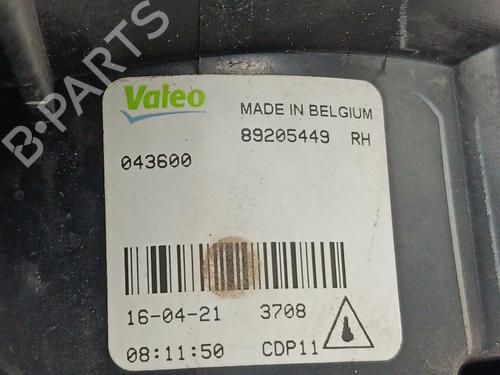 B-PARTS
Valeo
MADE IN BELGIUM
89205449 RH
043600
16-04-21 3708
08:11:50 CDP11